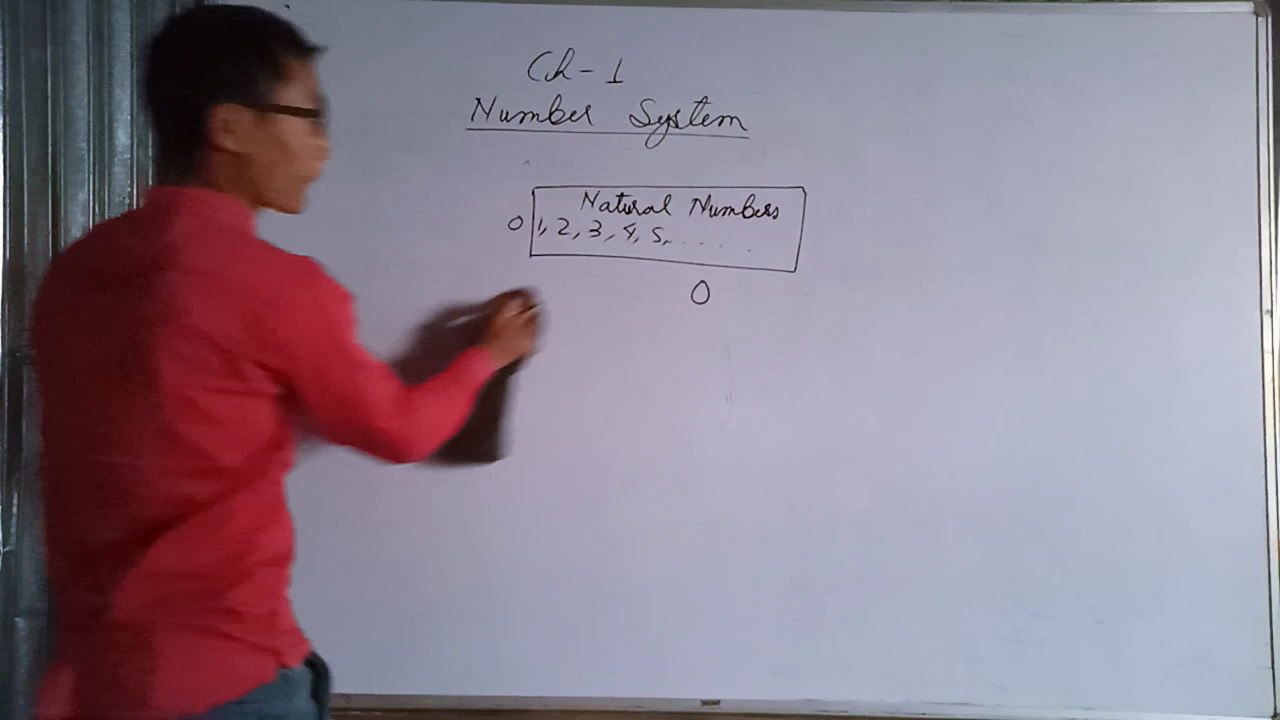 Ch-1
Number System
Natural Numbers
0 1, 2, 3, 4, 5, . . . . .
0